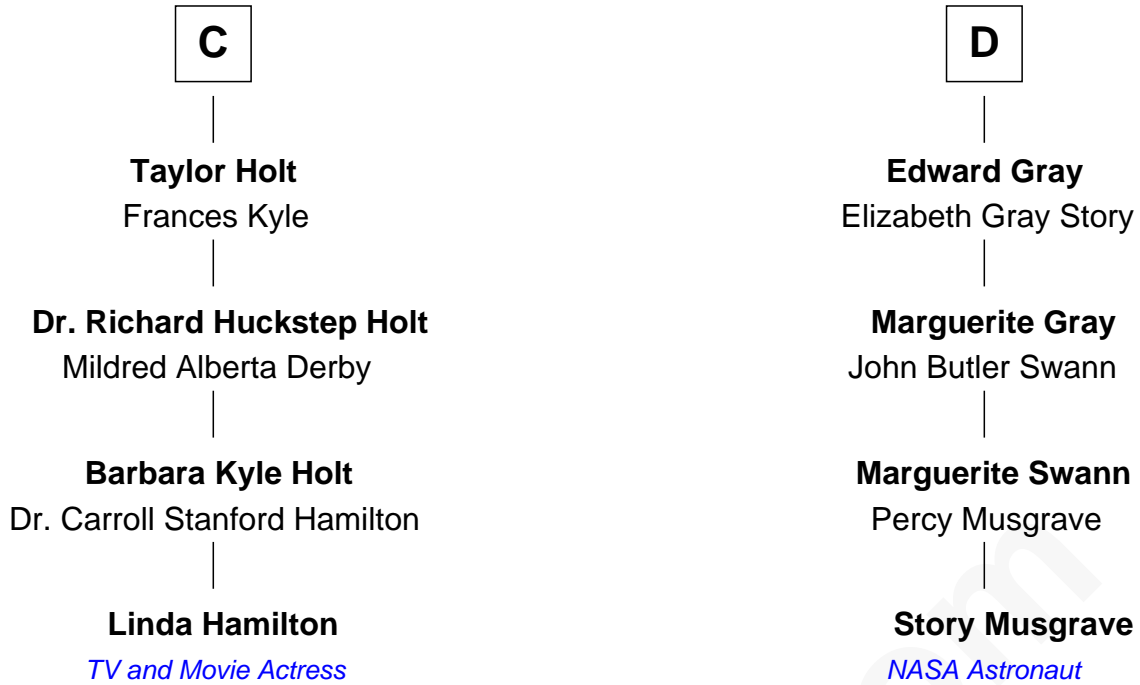 C
Taylor Holt
Frances Kyle
Dr. Richard Huckstep Holt
Mildred Alberta Derby
Barbara Kyle Holt
Dr. Carroll Stanford Hamilton
Linda Hamilton
TV and Movie Actress
D
Edward Gray
Elizabeth Gray Story
Marguerite Gray
John Butler Swann
Marguerite Swann
Percy Musgrave
Story Musgrave
NASA Astronaut